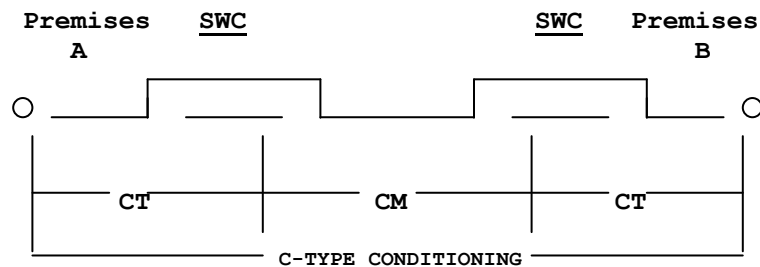 Premises SWC SWC Premises
A B
CT CM CT
C-TYPE CONDITIONING